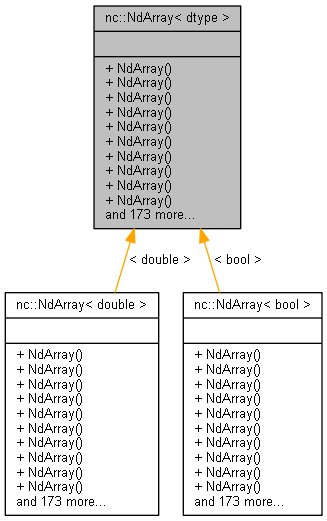 nc::NdArray< dtype >
+ NdArray()
+ NdArray()
+ NdArray()
+ NdArray()
+ NdArray()
+ NdArray()
+ NdArray()
+ NdArray()
+ NdArray()
+ NdArray()
and 173 more...
< double >
< bool >
nc::NdArray< double >
+ NdArray()
+ NdArray()
+ NdArray()
+ NdArray()
+ NdArray()
+ NdArray()
+ NdArray()
+ NdArray()
+ NdArray()
+ NdArray()
and 173 more...
nc::NdArray< bool >
+ NdArray()
+ NdArray()
+ NdArray()
+ NdArray()
+ NdArray()
+ NdArray()
+ NdArray()
+ NdArray()
+ NdArray()
+ NdArray()
and 173 more...